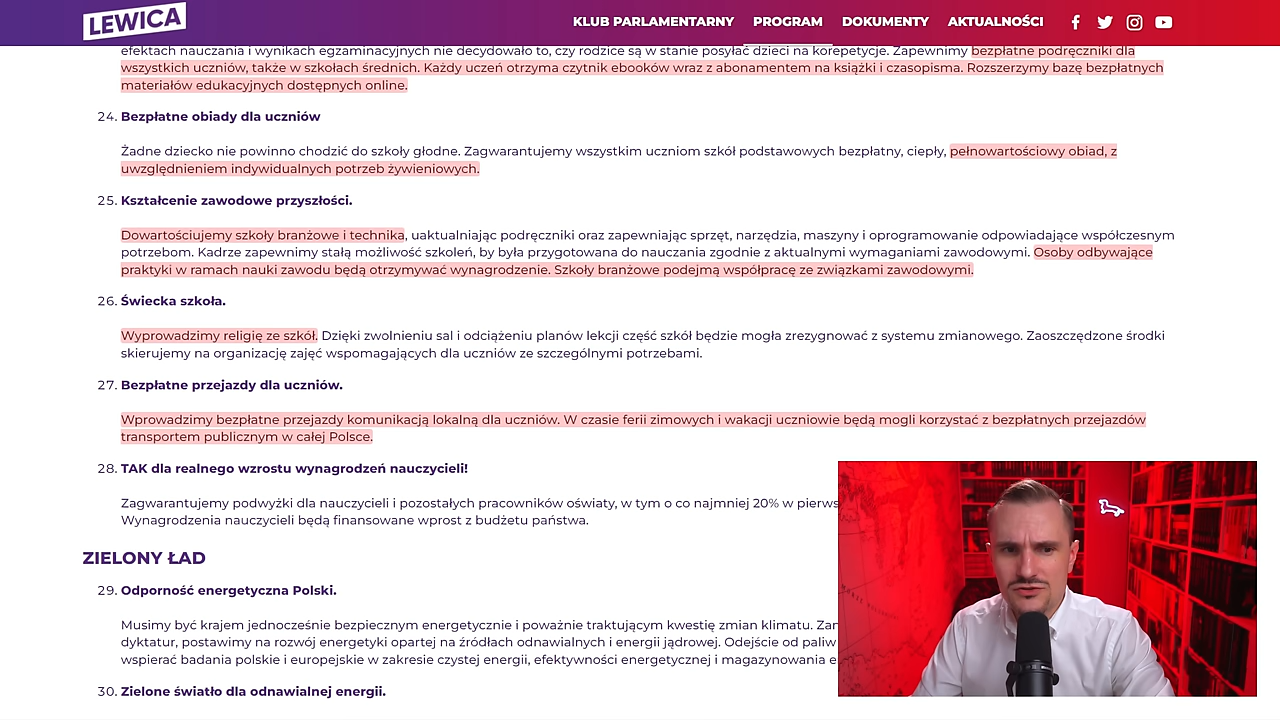 LEWICA
KLUB PARLAMENTARNY PROGRAM DOKUMENTY AKTUALNOŚCI
efektach nauczania i wynikach egzaminacyjnych nie decydowało to, czy rodzice są w stanie posyłać dzieci na korepetycje. Zapewnimy bezpłatne podręczniki dla
wszystkich uczniów, także w szkołach średnich. Każdy uczeń otrzyma czytnik ebooków wraz z abonamentem na książki i czasopisma. Rozszerzymy bazę bezpłatnych
materiałów edukacyjnych dostępnych online.
24. Bezpłatne obiady dla uczniów
Żadne dziecko nie powinno chodzić do szkoły głodne. Zagwarantujemy wszystkim uczniom szkół podstawowych bezpłatny, ciepły, pełnowartościowy obiad, z
uwzględnieniem indywidualnych potrzeb żywieniowych.
25. Kształcenie zawodowe przyszłości.
Dowartościujemy szkoły branżowe i technika, uaktualniając podręczniki oraz zapewniając sprzęt, narzędzia, maszyny i oprogramowanie odpowiadające współczesnym
potrzebom. Kadrze zapewnimy stałą możliwość szkoleń, by była przygotowana do nauczania zgodnie z aktualnymi wymaganiami zawodowymi. Osoby odbywające
praktyki w ramach nauki zawodu będą otrzymywać wynagrodzenie. Szkoły branżowe podejmą współpracę ze związkami zawodowymi.
26. Świecka szkoła.
Wyprowadzimy religię ze szkół. Dzięki zwolnieniu sal i odciążeniu planów lekcji część szkół będzie mogła zrezygnować z systemu zmianowego. Zaoszczędzone środki
skierujemy na organizację zajęć wspomagających dla uczniów ze szczególnymi potrzebami.
27. Bezpłatne przejazdy dla uczniów.
Wprowadzimy bezpłatne przejazdy komunikacją lokalną dla uczniów. W czasie ferii zimowych i wakacji uczniowie będą mogli korzystać z bezpłatnych przejazdów
transportem publicznym w całej Polsce.
28. TAK dla realnego wzrostu wynagrodzeń nauczycieli!
Zagwarantujemy podwyżki dla nauczycieli i pozostałych pracowników oświaty, w tym o co najmniej 20% w pierws
Wynagrodzenia nauczycieli będą finansowane wprost z budżetu państwa.
ZIELONY ŁAD
29. Odporność energetyczna Polski.
Musimy być krajem jednocześnie bezpiecznym energetycznie i poważnie traktującym kwestię zmian klimatu. Zam
dyktatur, postawimy na rozwój energetyki opartej na źródłach odnawialnych i energii jądrowej. Odejście od paliw
wspierać badania polskie i europejskie w zakresie czystej energii, efektywności energetycznej i magazynowania e
30. Zielone światło dla odnawialnej energii.